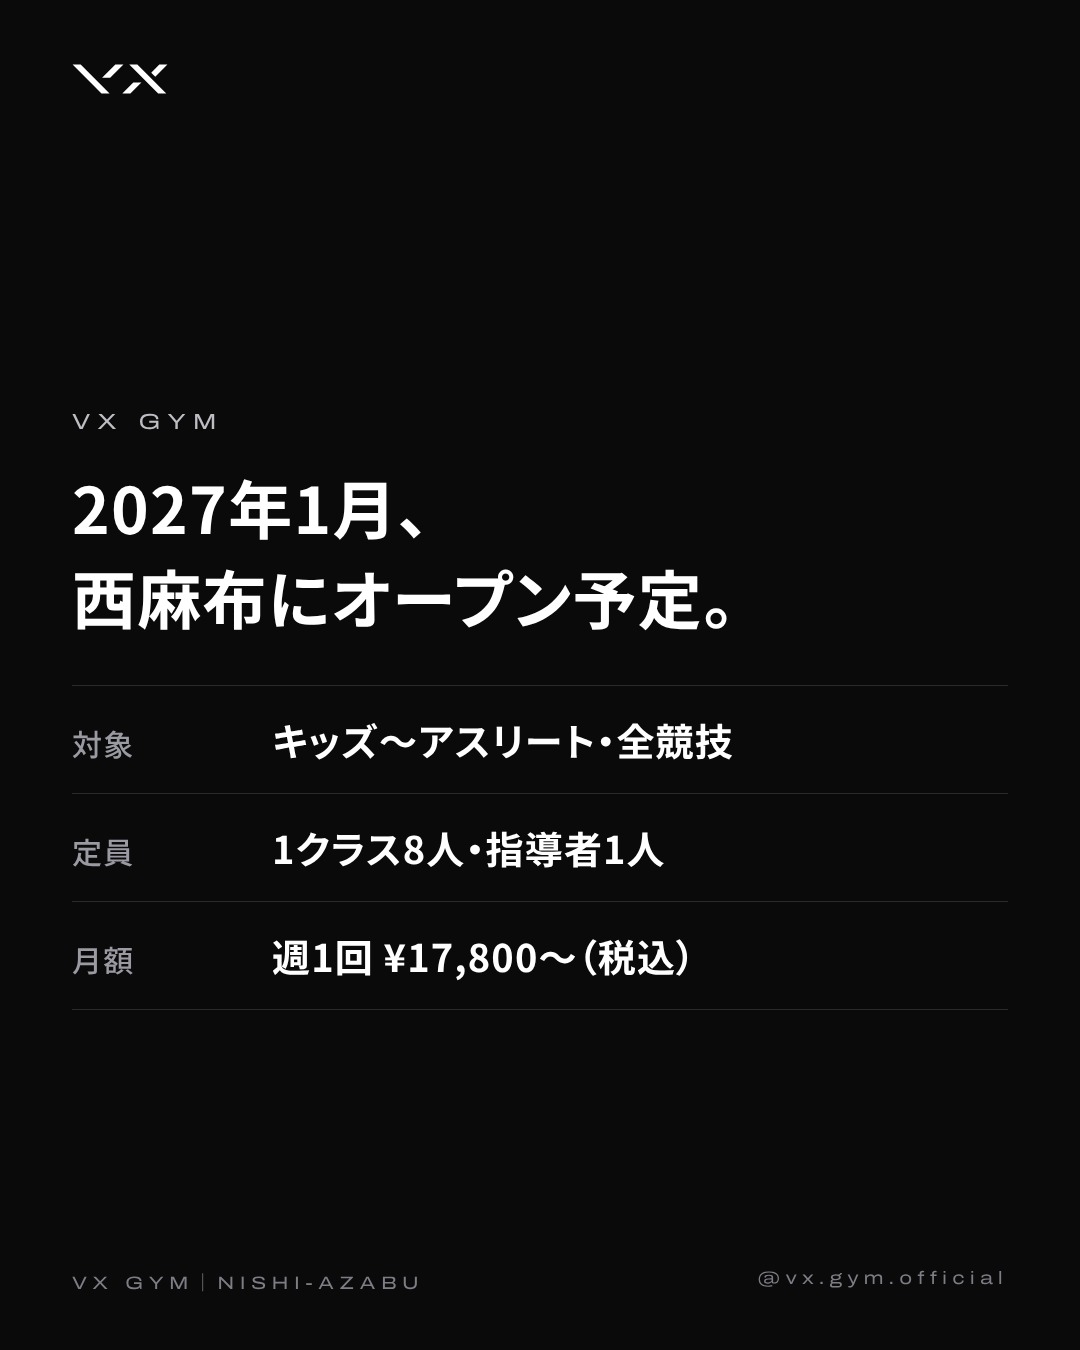 VX
VX GYM
2027年1月、
西麻布にオープン予定。
対象 キッズ〜アスリート・全競技
定員 1クラス8人・指導者1人
月額 週1回 ¥17,800〜（税込）
VX GYM｜NISHI-AZABU
@vx.gym.official